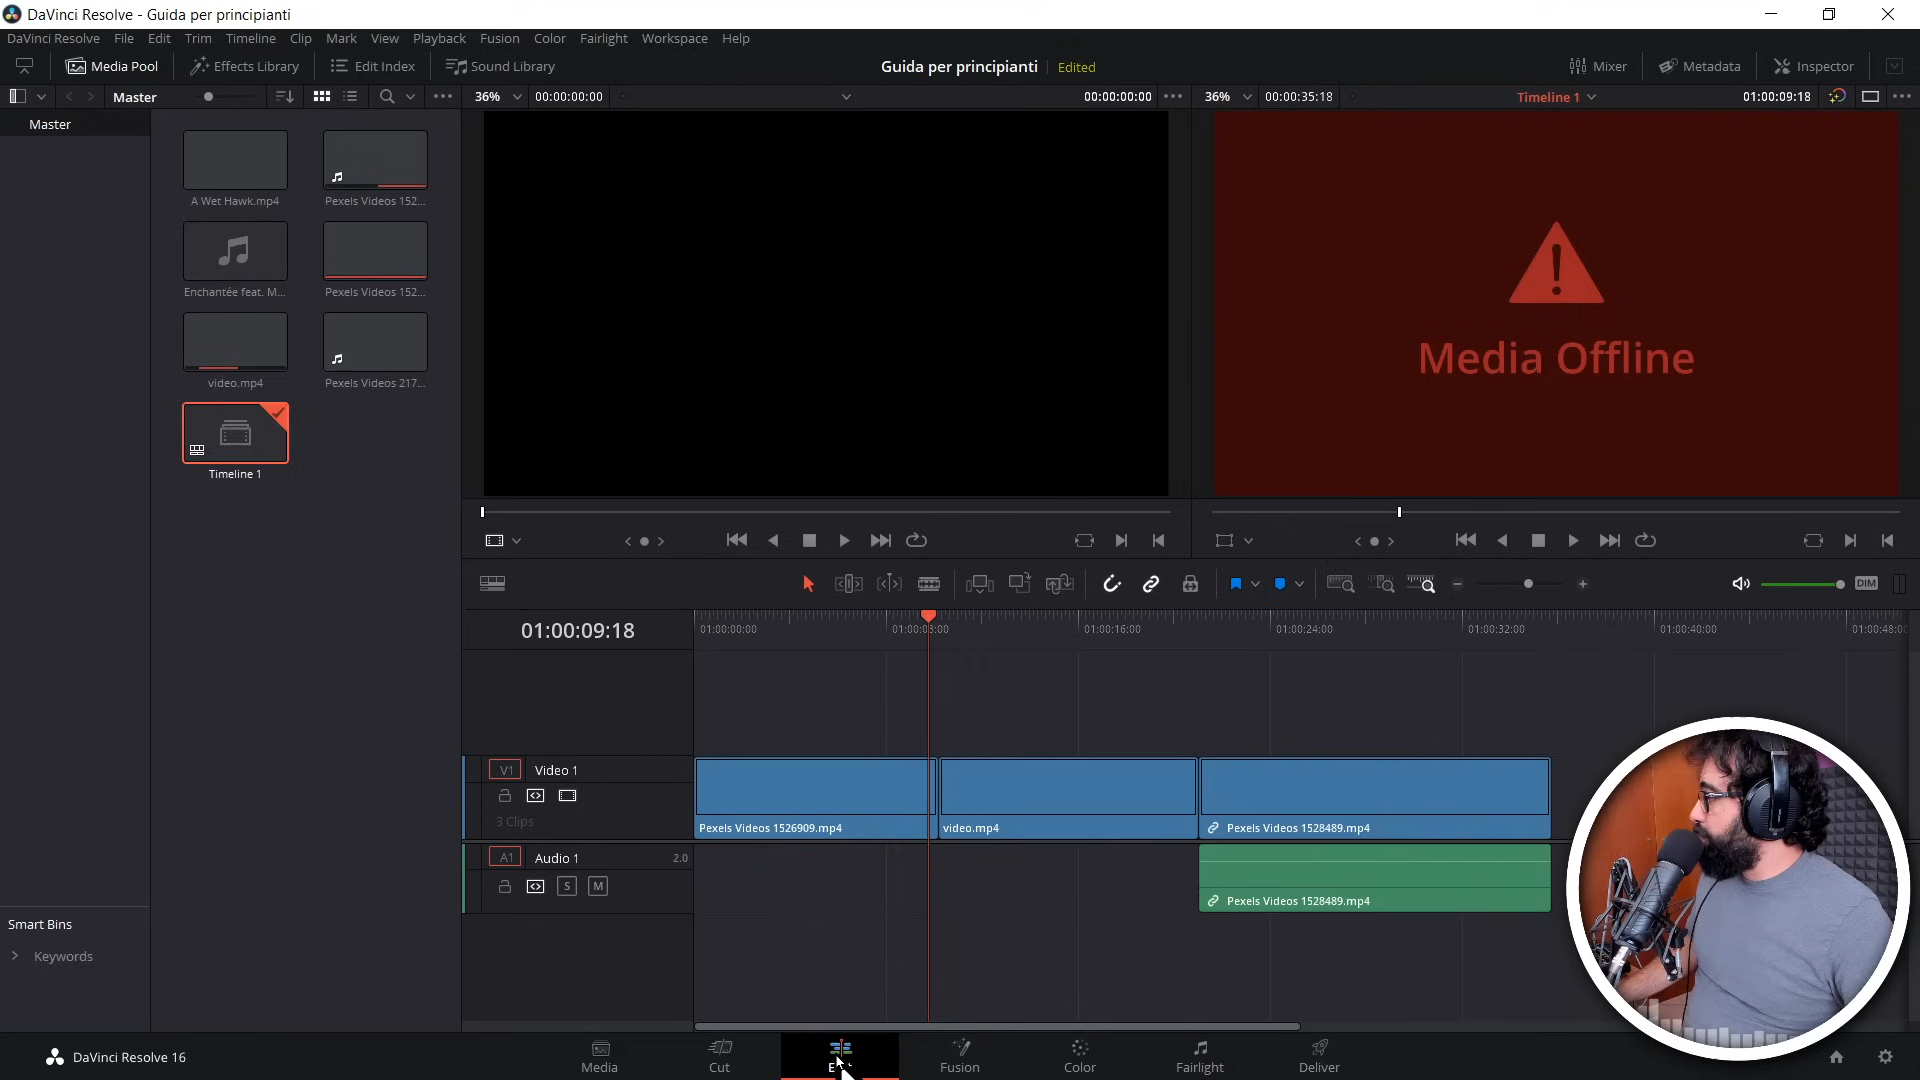 DaVinci Resolve - Guida per principianti
DaVinci Resolve File Edit Trim Timeline Clip Mark View Playback Fusion Color Fairlight Workspace Help
Media Pool Effects Library Edit Index Sound Library Guida per principianti Edited Mixer Metadata Inspector
Master 36% 00:00:00:00 00:00:00:00 36% 00:00:35:18 Timeline 1 01:00:09:18
Master
A Wet Hawk.mp4 Pexels Videos 152...
Enchantée feat. M... Pexels Videos 152...
video.mp4 Pexels Videos 217...
Timeline 1
Media Offline
DIM
01:00:09:18 01:00:00:00 01:00:08:00 01:00:16:00 01:00:24:00 01:00:32:00 01:00:40:00 01:00:48:00
V1 Video 1
3 Clips
Pexels Videos 1526909.mp4 video.mp4 Pexels Videos 1528489.mp4
A1 Audio 1 2.0
S M
Pexels Videos 1528489.mp4
Smart Bins
Keywords
DaVinci Resolve 16
Media Cut Fusion Color Fairlight Deliver